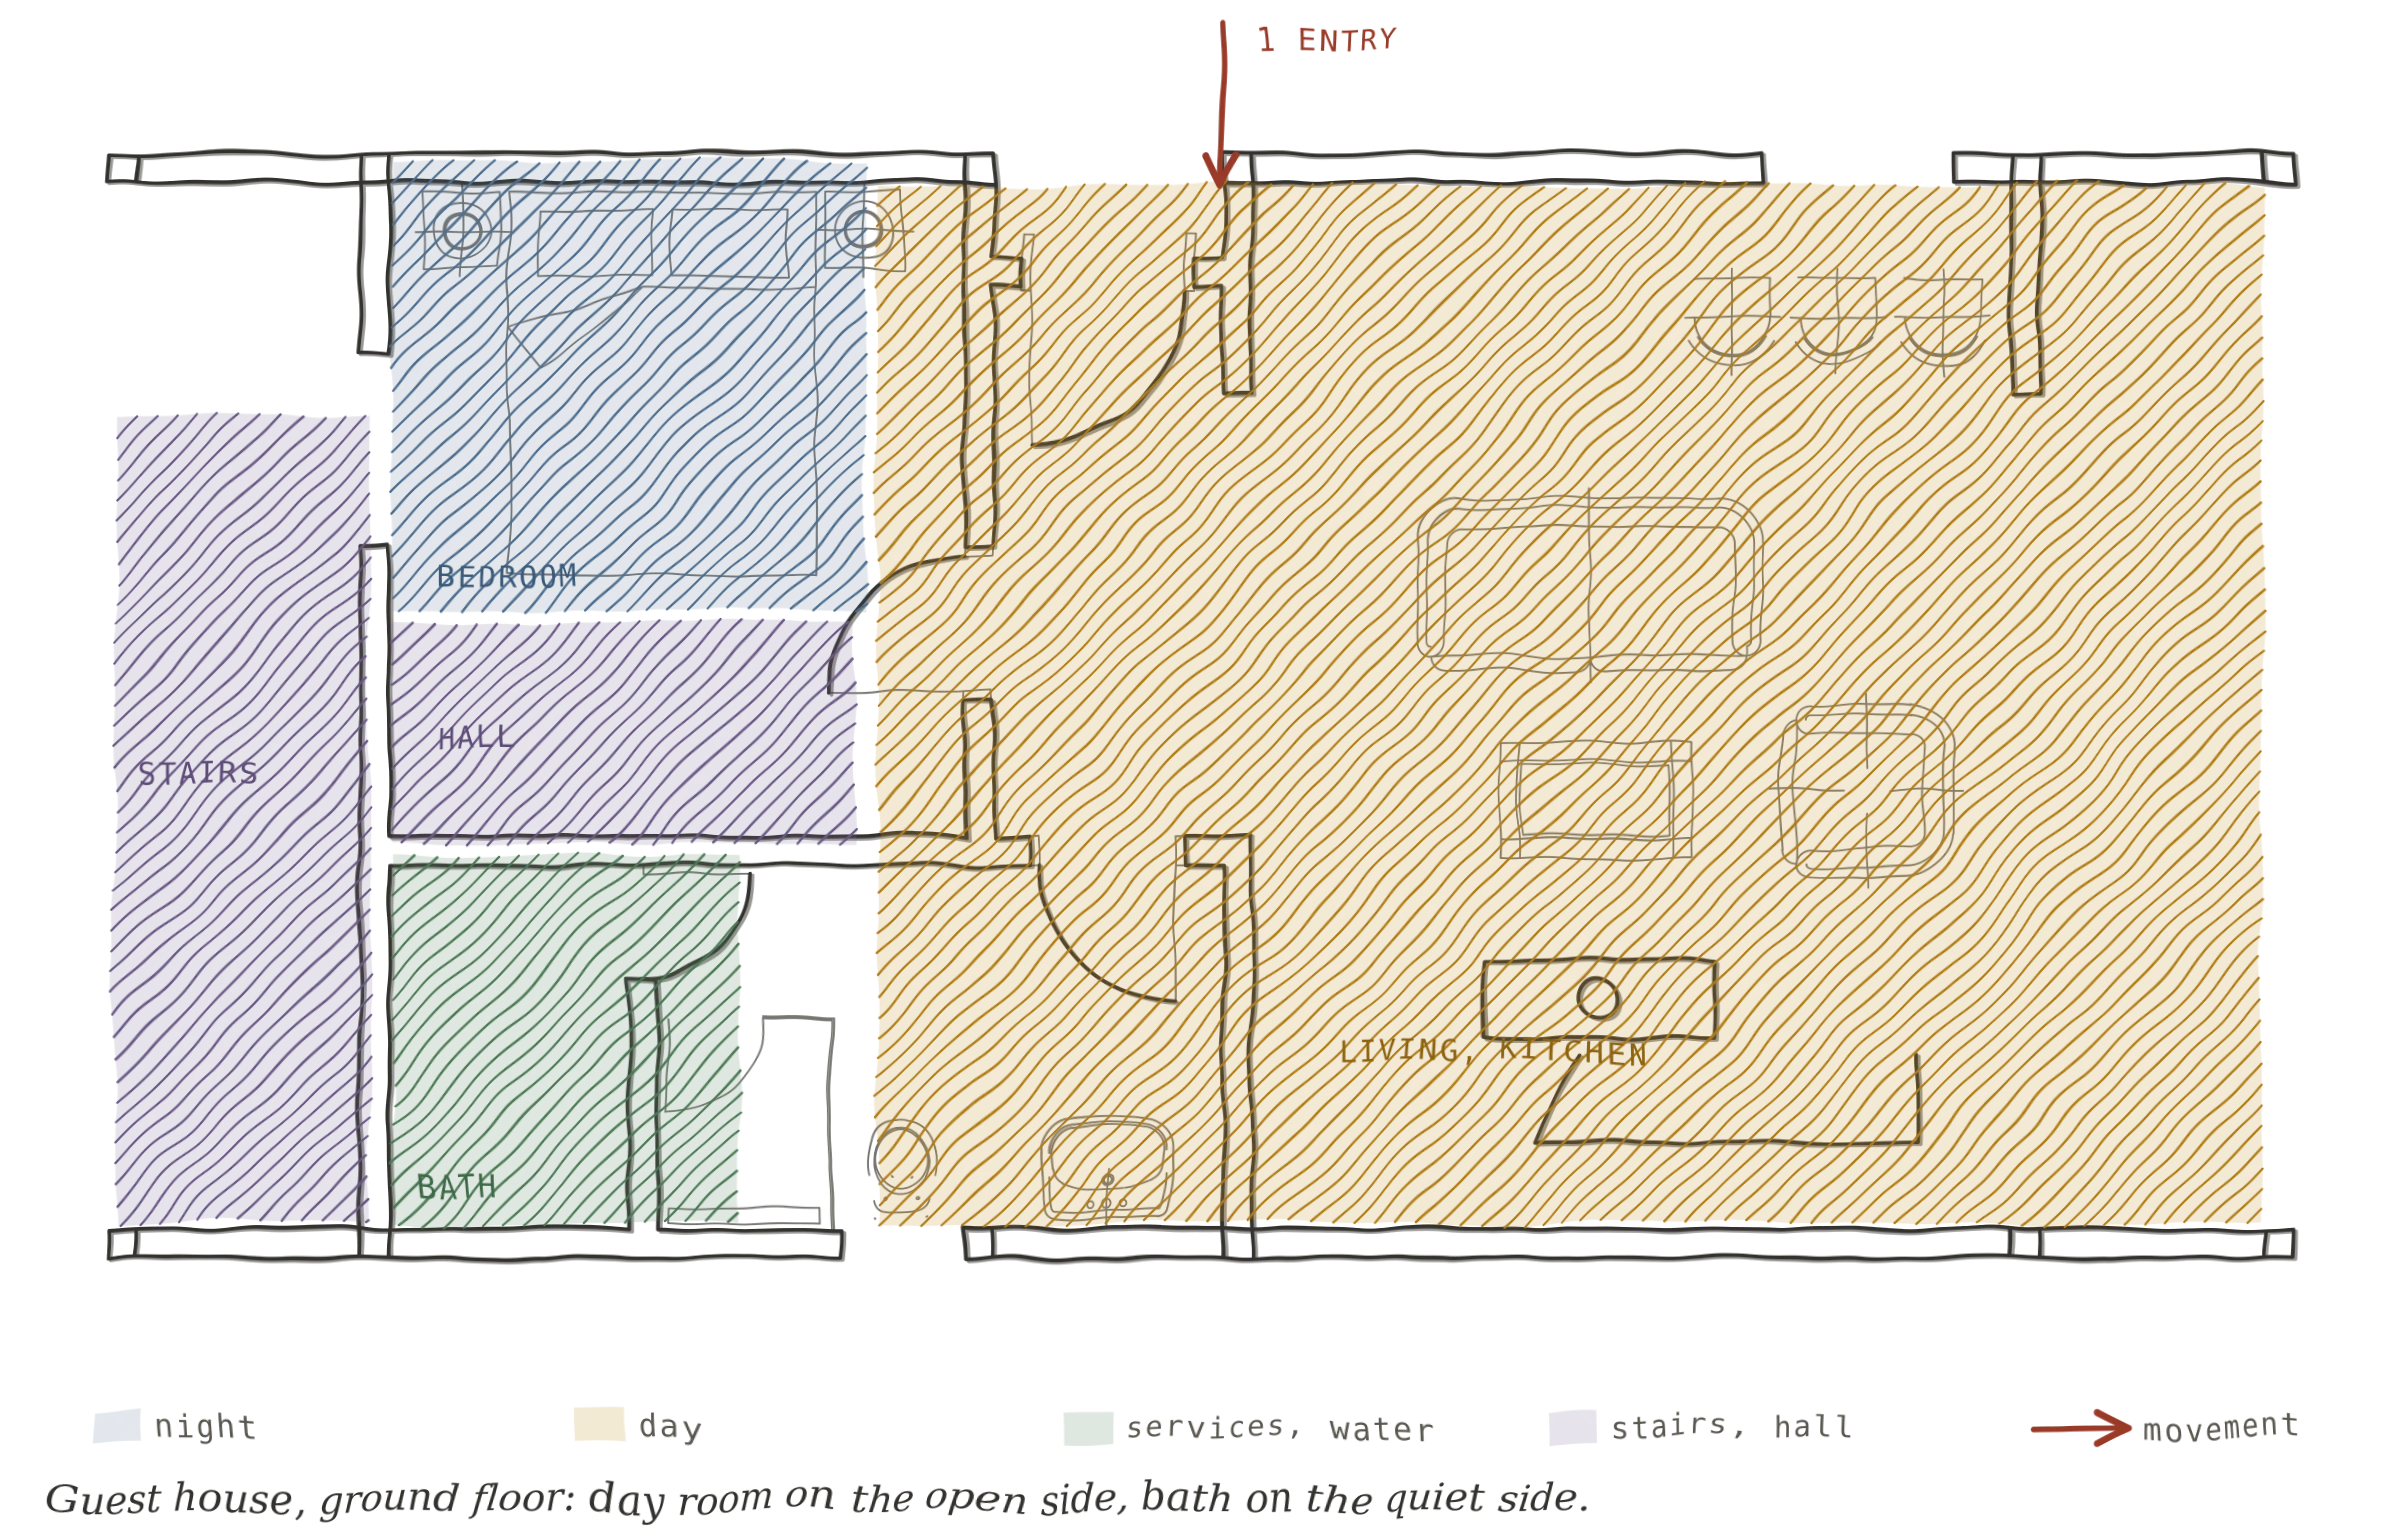 1 ENTRY
BEDROOM
HALL
STAIRS
LIVING, KITCHEN
BATH
night
day
services, water
stairs, hall
movement
Guest house, ground floor: day room on the open side, bath on the quiet side.